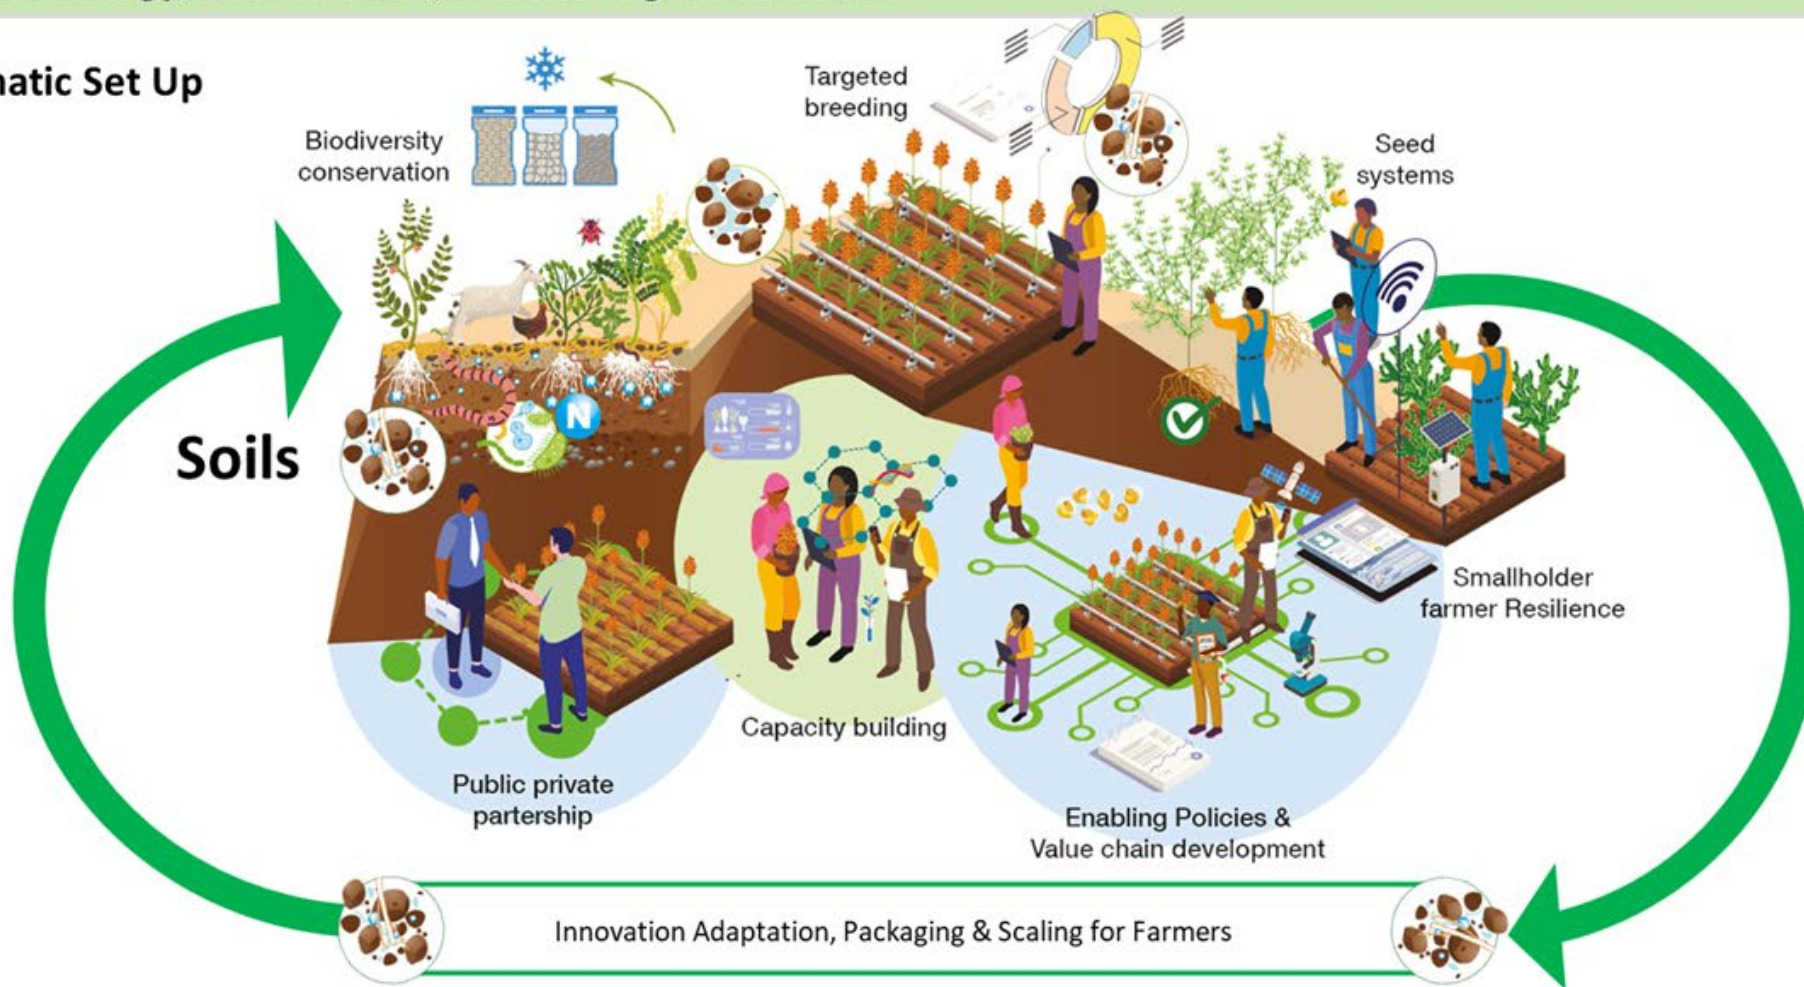 Set Up
Biodiversity
conservation
Targeted
breeding
Seed
systems
Soils
N
Smallholder
farmer Resilience
Capacity building
Public private
partership
Enabling Policies &
Value chain development
Innovation Adaptation, Packaging & Scaling for Farmers